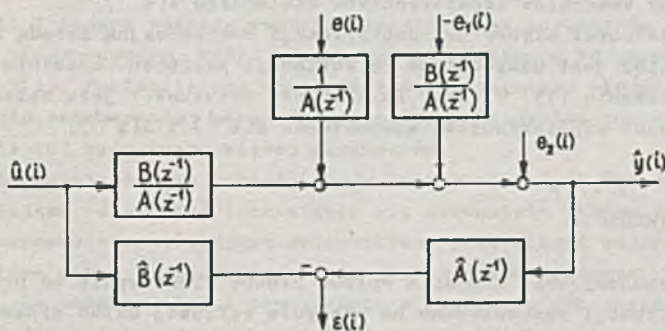 e(i)
-e₁(i)
1
A(z⁻¹)
B(z⁻¹)
A(z⁻¹)
e₂(i)
û(i)
B(z⁻¹)
A(z⁻¹)
ŷ(i)
B̂(z⁻¹)
-
Â(z⁻¹)
ε(i)